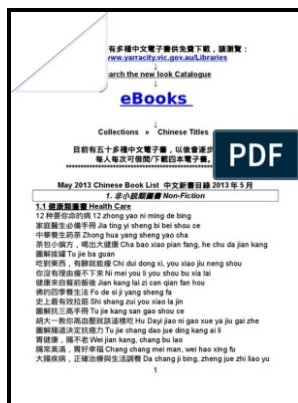 有多種中文電子書供免費下載，請瀏覽：
www.yarracity.vic.gov.au/Libraries
↓
arch the new look Catalogue
↓
eBooks
↓
Collections » Chinese Titles
目前有五十多種中文電子書，以後會逐步
每人每次可借閱/下載四本電子書。
PDF
May 2013 Chinese Book List 中文新書目錄 2013 年 5 月
1. 非小說類圖書 Non-Fiction
1.1 健康類圖書 Health Care
12 种要你命的病 12 zhong yao ni ming de bing
家庭醫生必備手冊 Jia ting yi sheng bi bei shou ce
中華養生药茶 Zhong hua yang sheng yao cha
茶包小偏方，喝出大健康 Cha bao xiao pian fang, he chu da jian kang
圖解拔罐 Tu jie ba guan
吃對東西，有酵就能瘦 Chi dui dong xi, you xiao jiu neng shou
你沒有理由瘦不下來 Ni mei you li you shou bu xia lai
健康來自餐前飯後 Jian kang lai zi can qian fan hou
佛的四季養生法 Fo de si ji yang sheng fa
史上最有效拉筋 Shi shang zui you xiao la jin
圖解抗三高手冊 Tu jie kang san gao shou ce
胡大一教你高血壓就該這樣吃 Hu Dayi jiao ni gao xue ya jiu gai zhe
圖解腸道決定抗癌力 Tu jie chang dao jue ding kang ai li
胃健康，腸不老 Wei jian kang, chang bu lao
腸常美滿，胃好幸福 Chang chang mei man, wei hao xing fu
大腸疾病，正確治療與生活調養 Da chang ji bing, zheng jue zhi liao yu
1